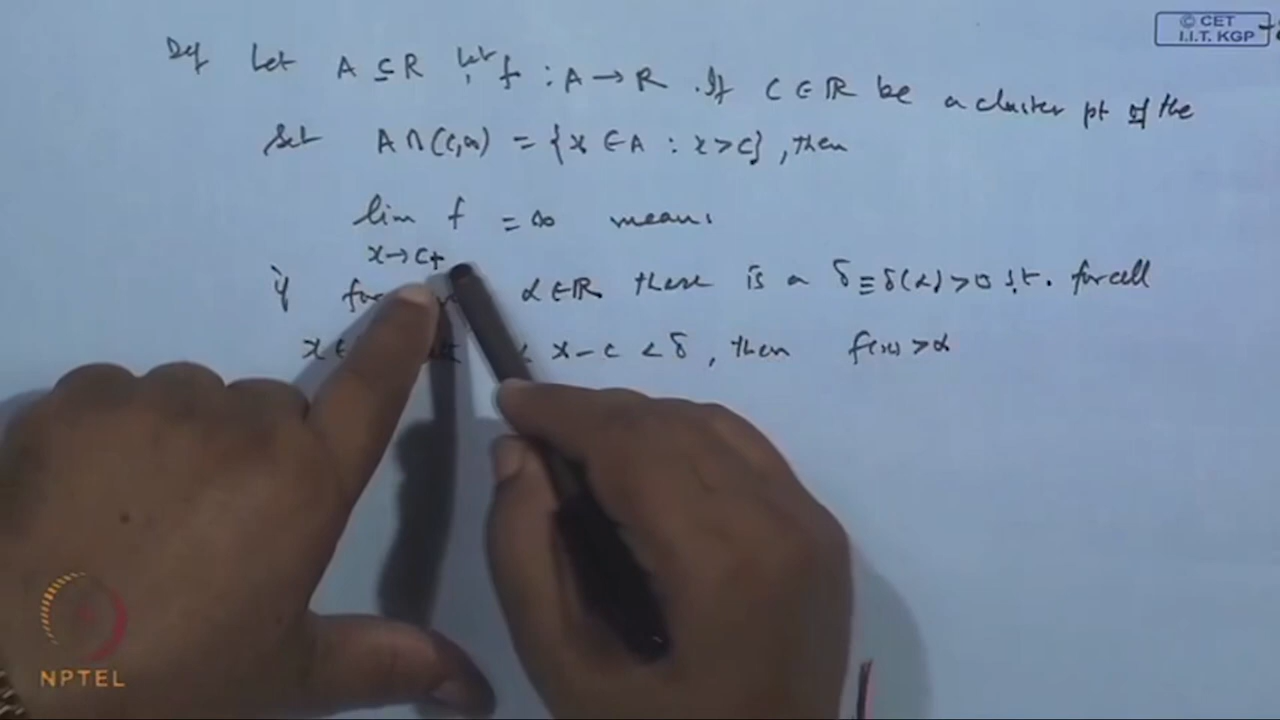 © CET
I.I.T. KGP
Def Let A ⊆ R, let f : A → R. If C ∈ ℝ be a cluster pt of the
Set A ∩ (c, ∞) = {x ∈ A : x > c}, then
lim f = ∞ means
x → c+
if α ∈ ℝ there is a δ ≡ δ(α) > 0 s.t. for all
x ∈ < x - c < δ, then f(x) > α
NPTEL